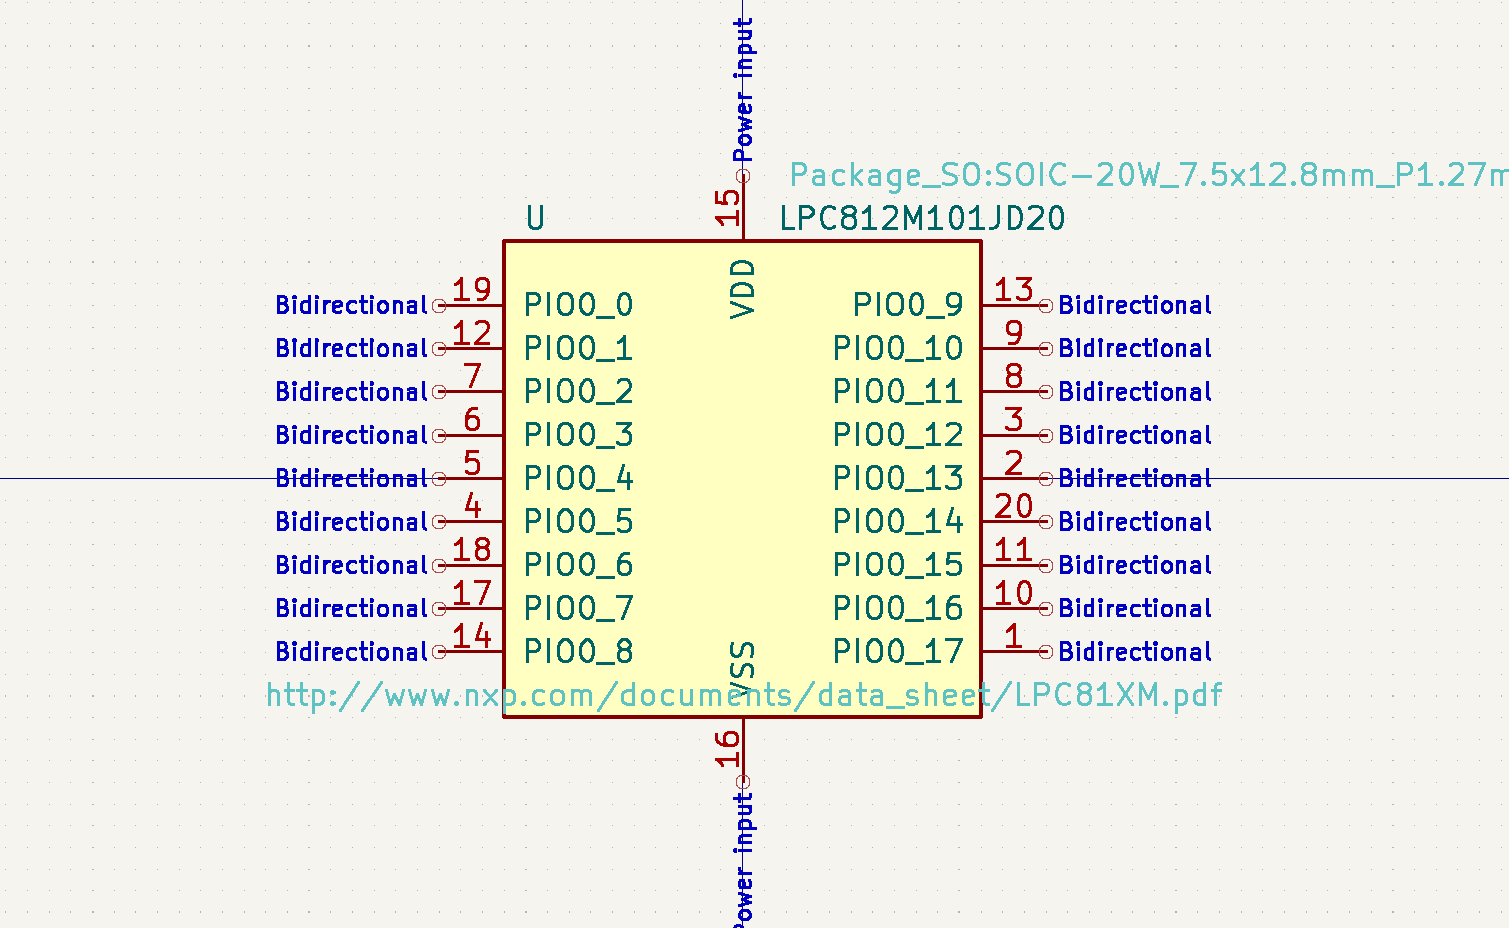 Power input
15
Package_SO:SOIC-20W_7.5x12.8mm_P1.27m
U
LPC812M101JD20
VDD
Bidirectional 19 PIO0_0 PIO0_9 13 Bidirectional
Bidirectional 12 PIO0_1 PIO0_10 9 Bidirectional
Bidirectional 7 PIO0_2 PIO0_11 8 Bidirectional
Bidirectional 6 PIO0_3 PIO0_12 3 Bidirectional
Bidirectional 5 PIO0_4 PIO0_13 2 Bidirectional
Bidirectional 4 PIO0_5 PIO0_14 20 Bidirectional
Bidirectional 18 PIO0_6 PIO0_15 11 Bidirectional
Bidirectional 17 PIO0_7 PIO0_16 10 Bidirectional
Bidirectional 14 PIO0_8 PIO0_17 1 Bidirectional
VSS
http://www.nxp.com/documents/data_sheet/LPC81XM.pdf
16
Power input